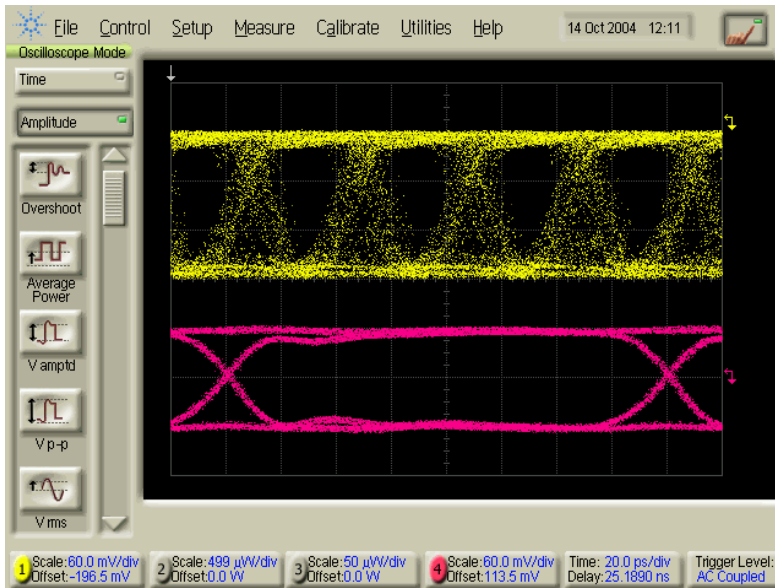 File Control Setup Measure Calibrate Utilities Help 14 Oct 2004 12:11
Oscilloscope Mode
Time
Amplitude
Overshoot
Average
Power
V amptd
V p-p
V rms
1 Scale:60.0 mV/div
Offset:-196.5 mV
2 Scale:499 µW/div
Offset:0.0 W
3 Scale:50 µW/div
Offset:0.0 W
4 Scale:60.0 mV/div
Offset:113.5 mV
Time: 20.0 ps/div
Delay:25.1890 ns
Trigger Level:
AC Coupled